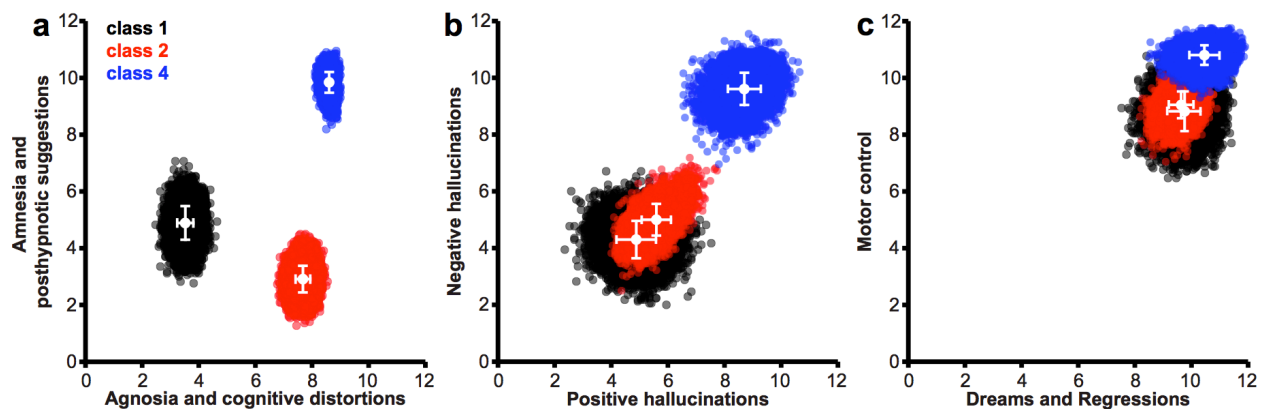 a
class 1
class 2
class 4
Amnesia and
posthypnotic suggestions
12
10
8
6
4
2
0
0 2 4 6 8 10 12
Agnosia and cognitive distortions
b
Negative hallucinations
12
10
8
6
4
2
0
0 2 4 6 8 10 12
Positive hallucinations
c
Motor control
12
10
8
6
4
2
0
0 2 4 6 8 10 12
Dreams and Regressions